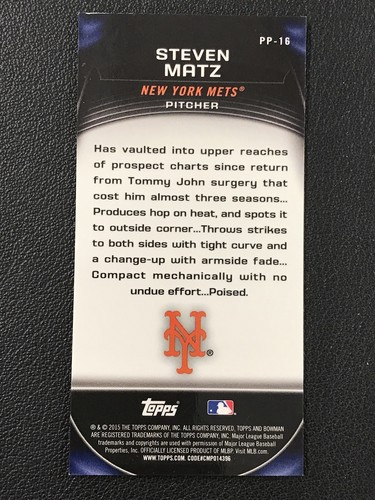 PP-16
STEVEN
MATZ
NEW YORK METS®
PITCHER
Has vaulted into upper reaches
of prospect charts since return
from Tommy John surgery that
cost him almost three seasons...
Produces hop on heat, and spots it
to outside corner...Throws strikes
to both sides with tight curve and
a change-up with armside fade...
Compact mechanically with no
undue effort...Poised.
NY®
Topps
® & © 2015 THE TOPPS COMPANY, INC. ALL RIGHTS RESERVED, TOPPS AND BOWMAN
ARE REGISTERED TRADEMARKS OF THE TOPPS COMPANY, INC. Major League Baseball
trademarks and copyrights are used with permission of Major League Baseball
Properties, Inc. OFFICIALLY LICENSED PRODUCT OF MLBP. Visit MLB.com.
WWW.TOPPS.COM. CODE#CMP014396